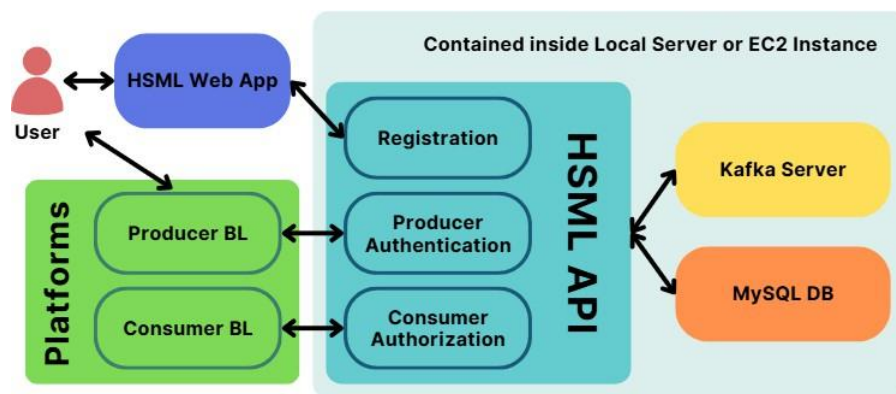 Contained inside Local Server or EC2 Instance
User
HSML Web App
Platforms
Producer BL
Consumer BL
HSML API
Registration
Producer
Authentication
Consumer
Authorization
Kafka Server
MySQL DB